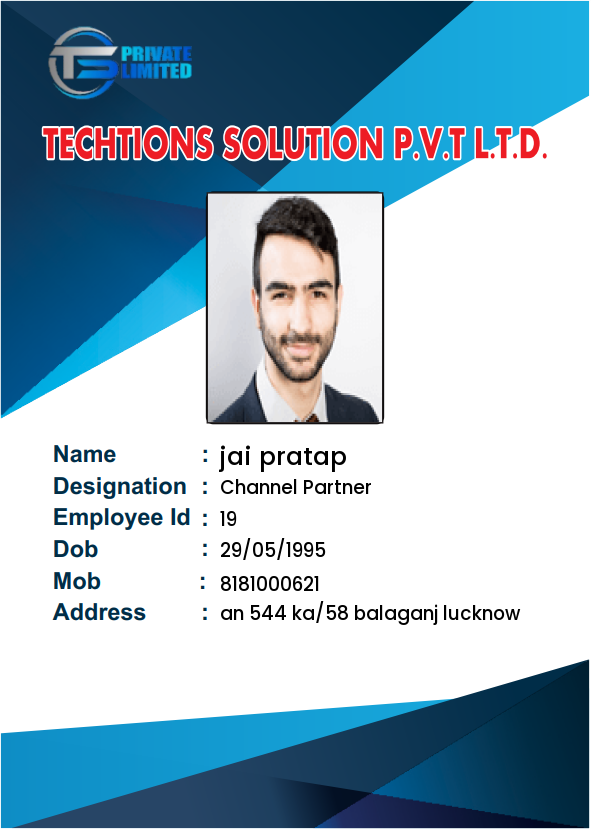 TS PRIVATE
LIMITED
TECHTIONS SOLUTION P.V.T L.T.D.
Name : jai pratap
Designation : Channel Partner
Employee Id : 19
Dob : 29/05/1995
Mob : 8181000621
Address : an 544 ka/58 balaganj lucknow